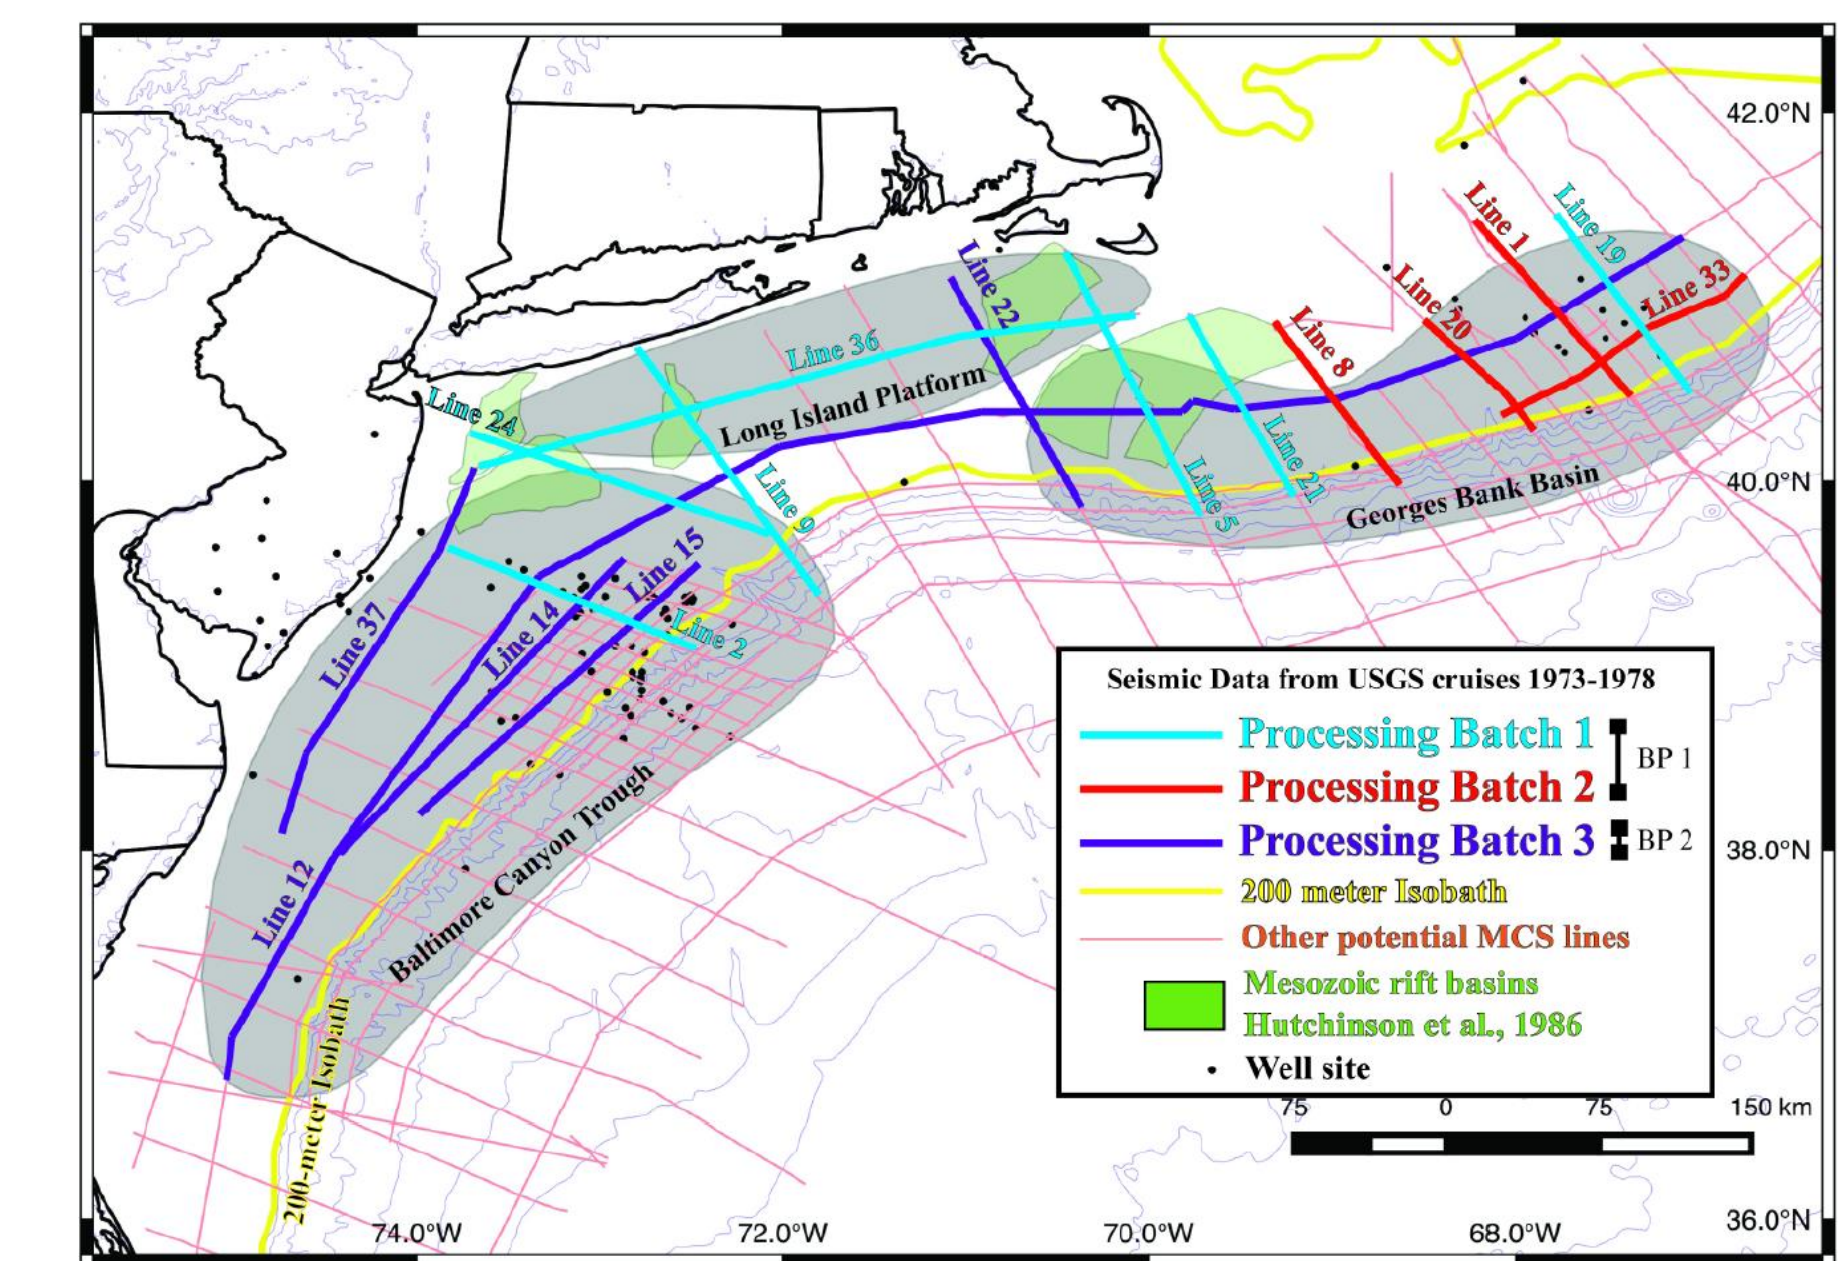 42.0°N
Line 1
Line 19
Line 22
Line 20
Line 33
Line 8
Line 36
Line 24
Long Island Platform
Line 9
Line 21
Line 5
40.0°N
Georges Bank Basin
Line 15
Line 14
Line 37
Line 2
Seismic Data from USGS cruises 1973-1978
Processing Batch 1
BP 1
Processing Batch 2
Processing Batch 3
BP 2
38.0°N
200 meter Isobath
Other potential MCS lines
Mesozoic rift basins
Hutchinson et al., 1986
Well site
Line 12
Baltimore Canyon Trough
200-meter Isobath
75 0 75 150 km
74.0°W
72.0°W
70.0°W
68.0°W
36.0°N